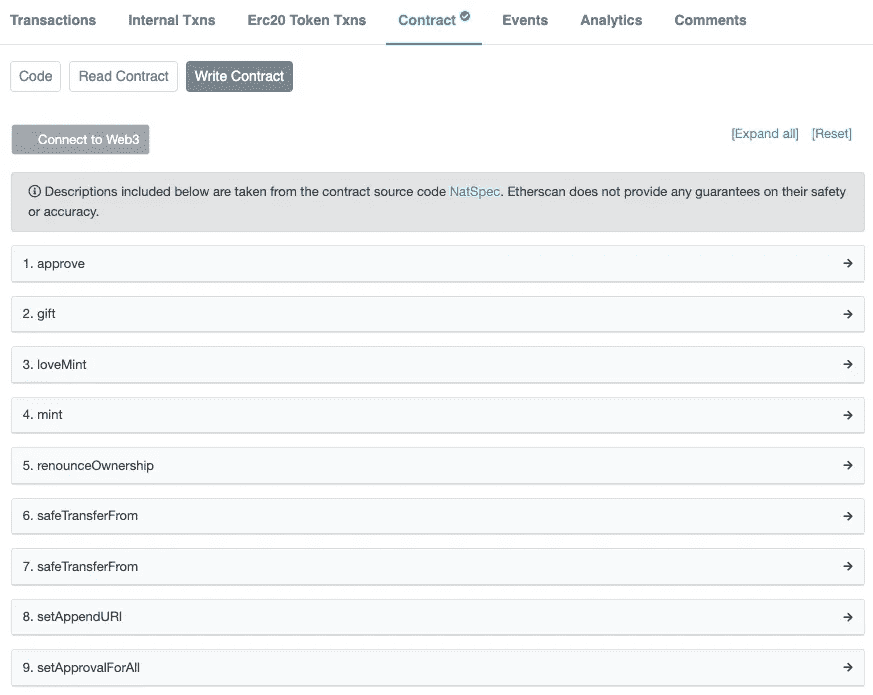 Transactions Internal Txns Erc20 Token Txns Contract Events Analytics Comments
Code Read Contract Write Contract
Connect to Web3 [Expand all] [Reset]
Descriptions included below are taken from the contract source code NatSpec. Etherscan does not provide any guarantees on their safety
or accuracy.
1. approve
2. gift
3. loveMint
4. mint
5. renounceOwnership
6. safeTransferFrom
7. safeTransferFrom
8. setAppendURI
9. setApprovalForAll